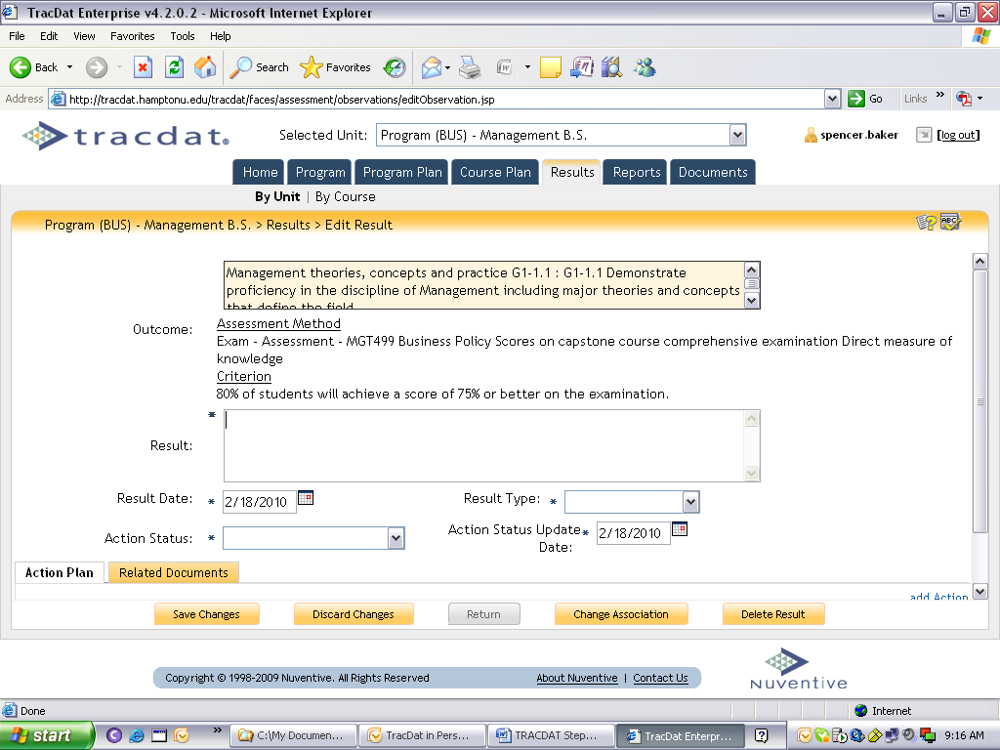 TracDat Enterprise v4.2.0.2 - Microsoft Internet Explorer
File Edit View Favorites Tools Help
Back Search Favorites
Address http://tracdat.hamptonu.edu/tracdat/faces/assessment/observations/editObservation.jsp Go Links »
tracdat® Selected Unit: Program (BUS) - Management B.S. spencer.baker [log out]
Home Program Program Plan Course Plan Results Reports Documents
By Unit | By Course
Program (BUS) - Management B.S. > Results > Edit Result
Management theories, concepts and practice G1-1.1 : G1-1.1 Demonstrate
proficiency in the discipline of Management including major theories and concepts
that define the field
Outcome: Assessment Method
Exam - Assessment - MGT499 Business Policy Scores on capstone course comprehensive examination Direct measure of
knowledge
Criterion
80% of students will achieve a score of 75% or better on the examination.
* Result:
Result Date: * 2/18/2010 Result Type: *
Action Status: * Action Status Update * 2/18/2010
Date:
Action Plan Related Documents
add Action
Save Changes Discard Changes Return Change Association Delete Result
Copyright © 1998-2009 Nuventive. All Rights Reserved About Nuventive | Contact Us
NUVENTIVE
Done Internet
start » C:\My Documen... TracDat in Pers... TRACDAT Step... TracDat Enterpr... 9:16 AM